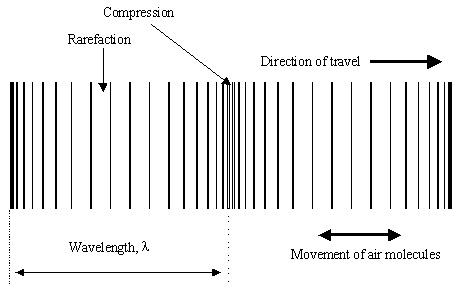 Compression
Rarefaction
Direction of travel
Wavelength, λ
Movement of air molecules